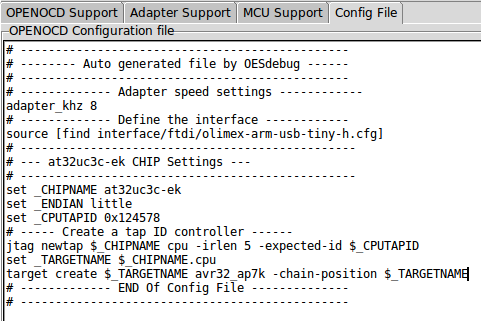 OPENOCD Support Adapter Support MCU Support Config File
OPENOCD Configuration file
# -----------------------------------------------
# -------- Auto generated file by OESdebug ------
# -----------------------------------------------
# ------------- Adapter speed settings ------------
adapter_khz 8
# ------------- Define the interface ------------
source [find interface/ftdi/olimex-arm-usb-tiny-h.cfg]
# ------------------------------------------------
# --- at32uc3c-ek CHIP Settings ---
# ------------------------------------------------
set _CHIPNAME at32uc3c-ek
set _ENDIAN little
set _CPUTAPID 0x124578
# ----- Create a tap ID controller ------
jtag newtap $_CHIPNAME cpu -irlen 5 -expected-id $_CPUTAPID
set _TARGETNAME $_CHIPNAME.cpu
target create $_TARGETNAME avr32_ap7k -chain-position $_TARGETNAME
# ------------- END Of Config File ---------------
# -----------------------------------------------